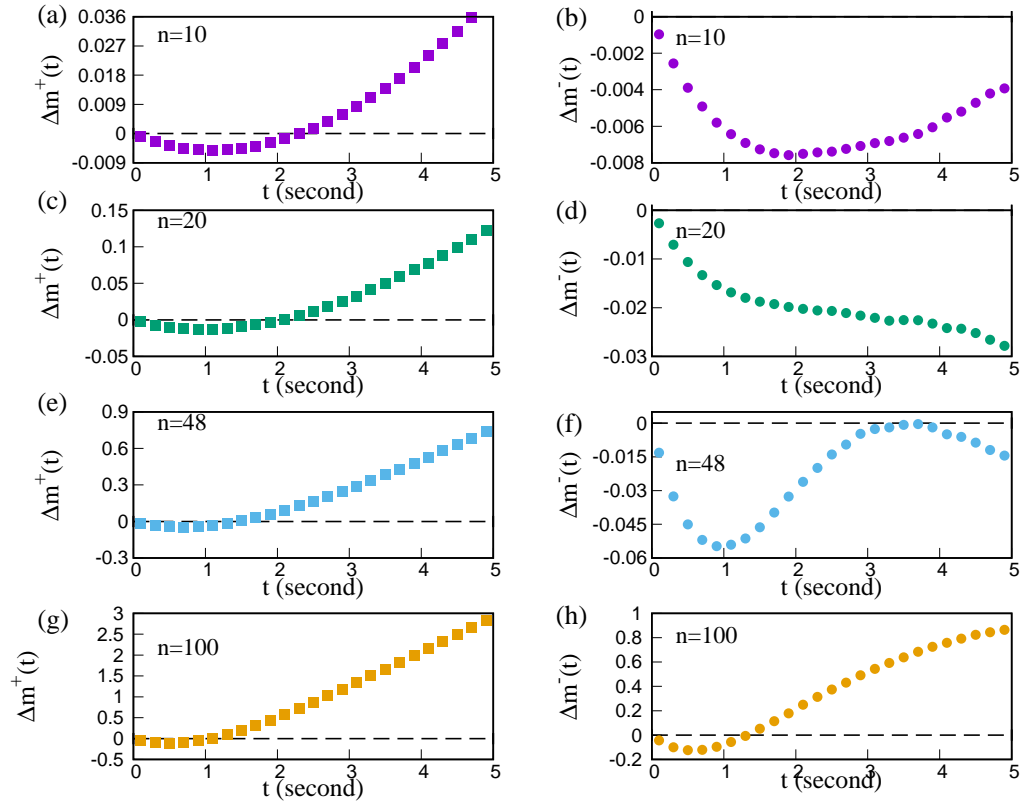 (a)
0.036
0.027
0.018
0.009
0
-0.009
Δm⁺(t)
n=10
0 1 2 3 4 5
t (second)
(b)
0
-0.002
-0.004
-0.006
-0.008
Δm⁻(t)
n=10
0 1 2 3 4 5
t (second)
(c)
0.15
0.1
0.05
0
-0.05
Δm⁺(t)
n=20
0 1 2 3 4 5
t (second)
(d)
0
-0.01
-0.02
-0.03
Δm⁻(t)
n=20
0 1 2 3 4 5
t (second)
(e)
0.9
0.6
0.3
0
-0.3
Δm⁺(t)
n=48
0 1 2 3 4 5
t (second)
(f)
0
-0.015
-0.03
-0.045
-0.06
Δm⁻(t)
n=48
0 1 2 3 4 5
t (second)
(g)
3
2.5
2
1.5
1
0.5
0
-0.5
Δm⁺(t)
n=100
0 1 2 3 4 5
t (second)
(h)
1
0.8
0.6
0.4
0.2
0
-0.2
Δm⁻(t)
n=100
0 1 2 3 4 5
t (second)